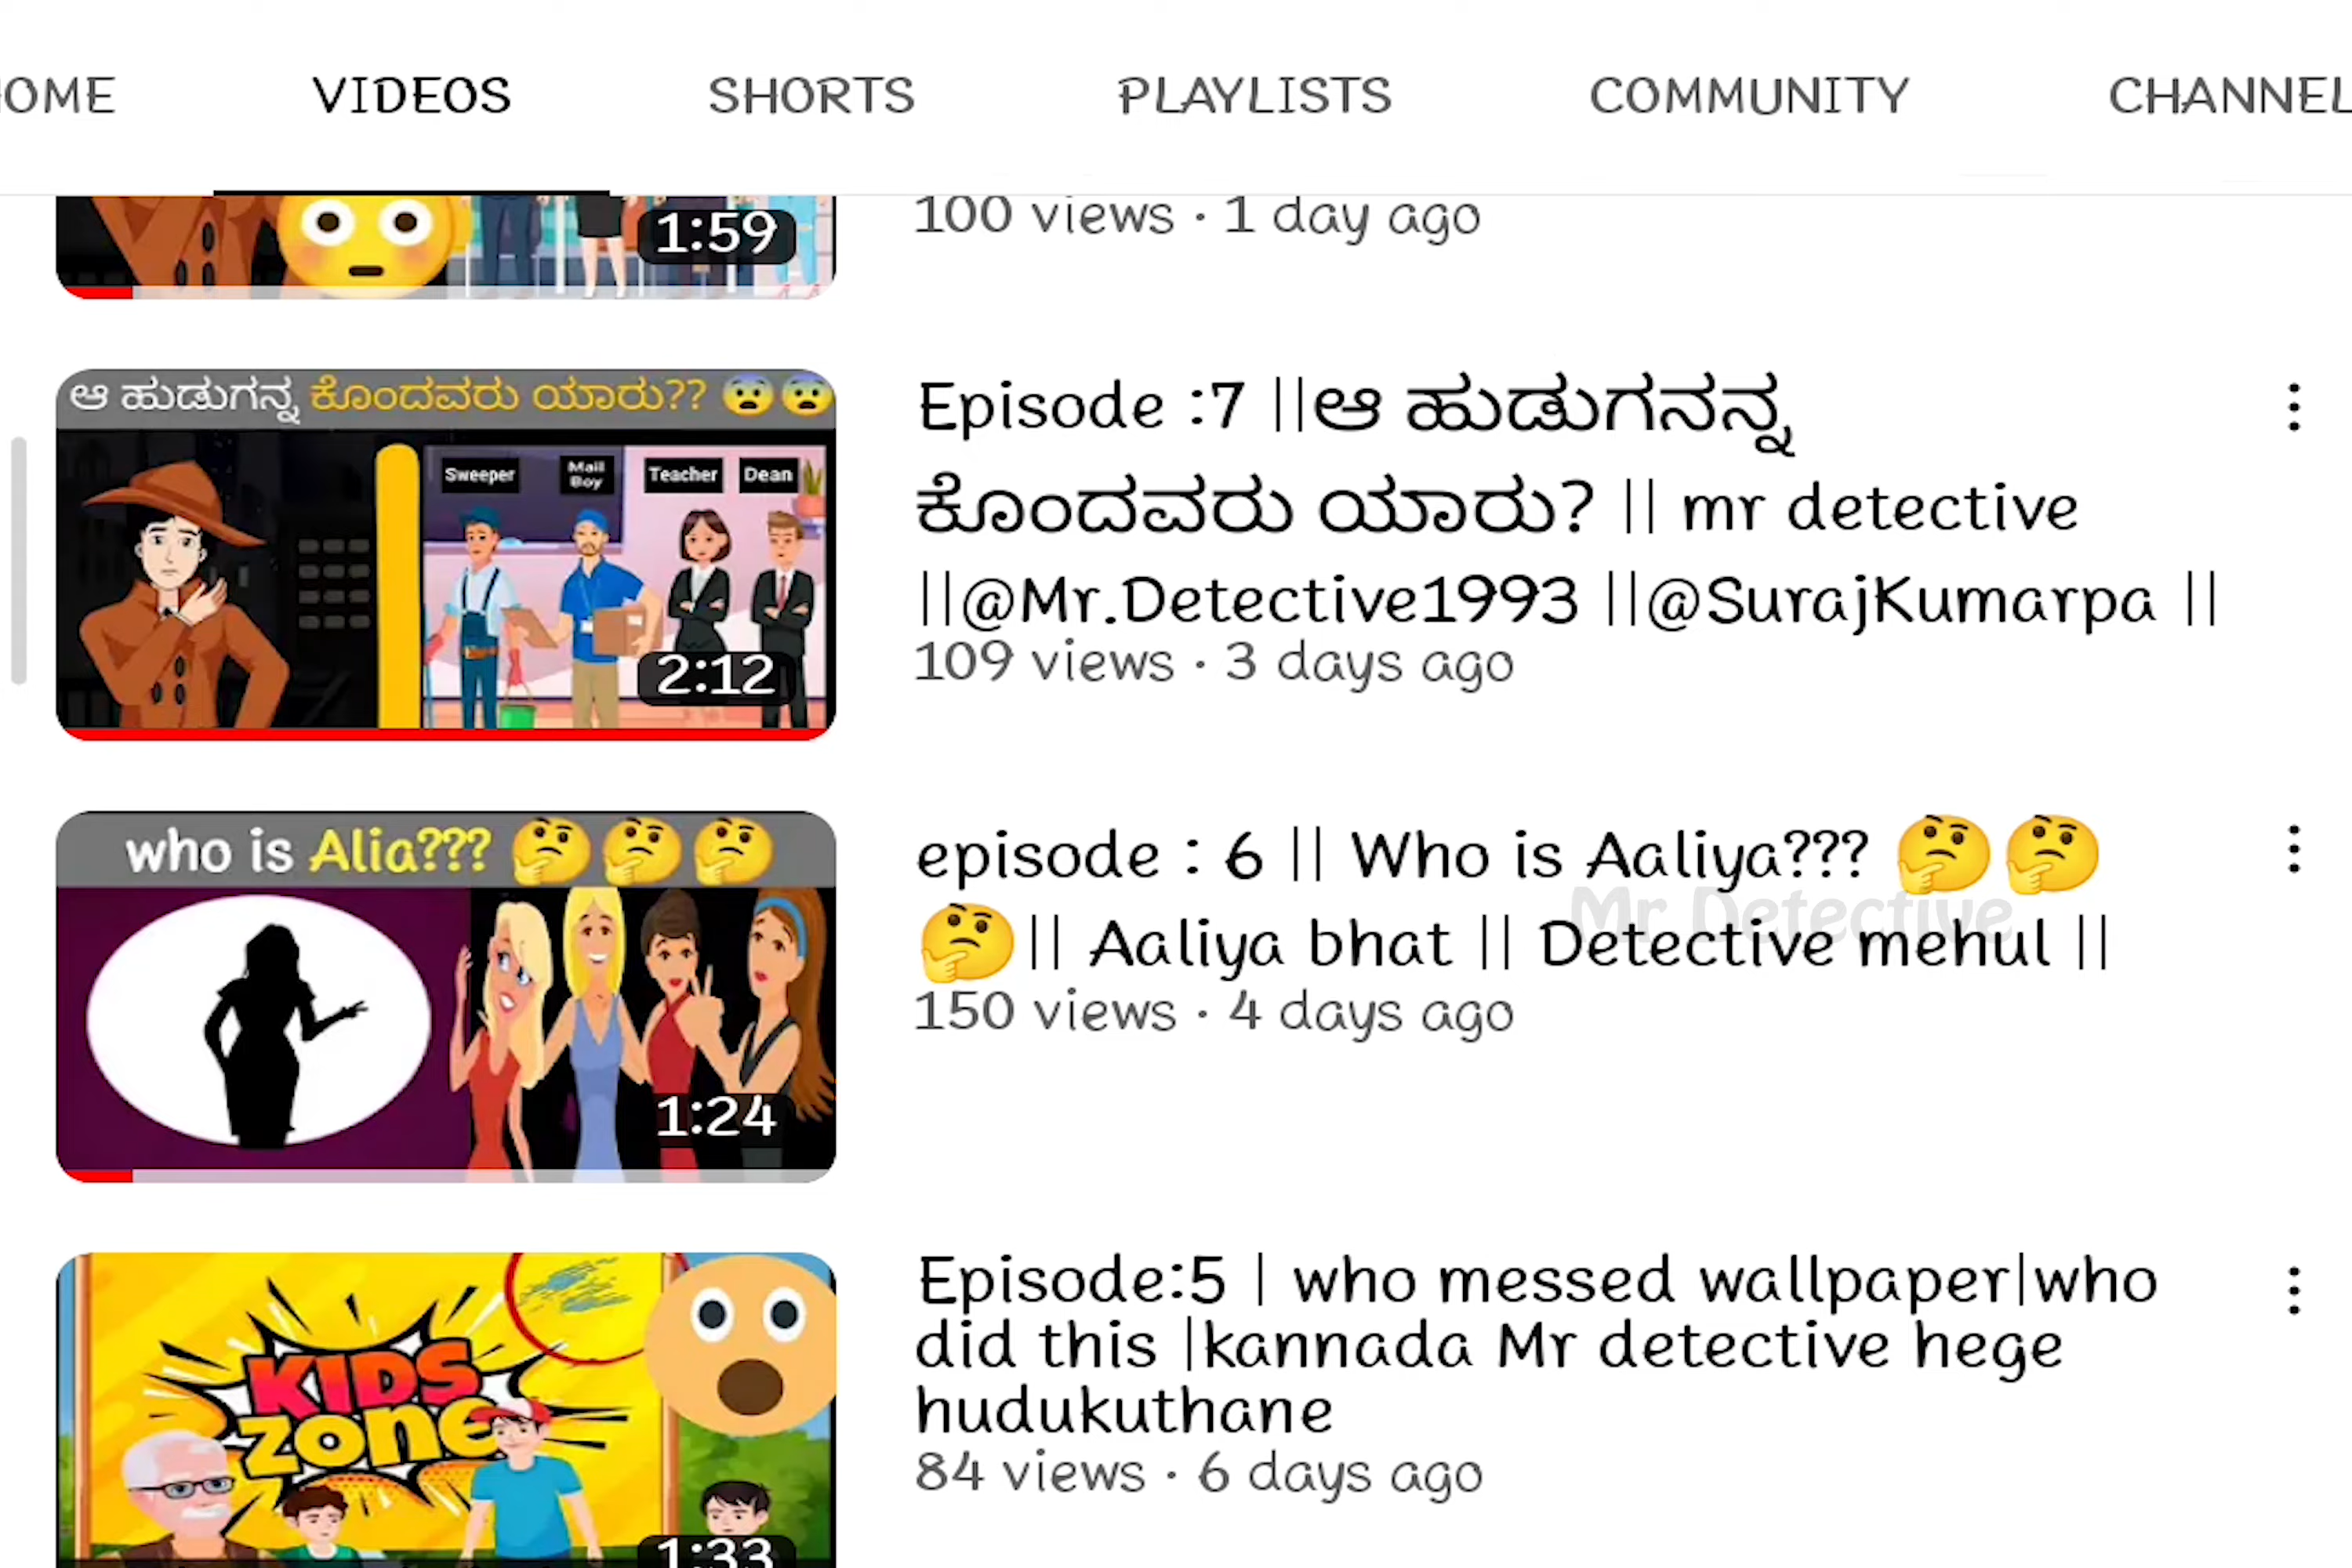 OME VIDEOS SHORTS PLAYLISTS COMMUNITY CHANNEL
1:59
100 views · 1 day ago
ಆ ಹುಡುಗನ್ನ ಕೊಂದವರು ಯಾರು?? 😨😨
Sweeper
Mail
Boy
Teacher
Dean
2:12
Episode :7 ||ಆ ಹುಡುಗನನ್ನ
ಕೊಂದವರು ಯಾರು? || mr detective
||@Mr.Detective1993 ||@SurajKumarpa ||
109 views · 3 days ago
who is Alia??? 🤔🤔🤔
1:24
episode : 6 || Who is Aaliya??? 🤔🤔
🤔|| Aaliya bhat || Detective mehul ||
Mr Detective
150 views · 4 days ago
KIDS
zone
1:33
Episode:5 | who messed wallpaper|who
did this |kannada Mr detective hege
hudukuthane
84 views · 6 days ago